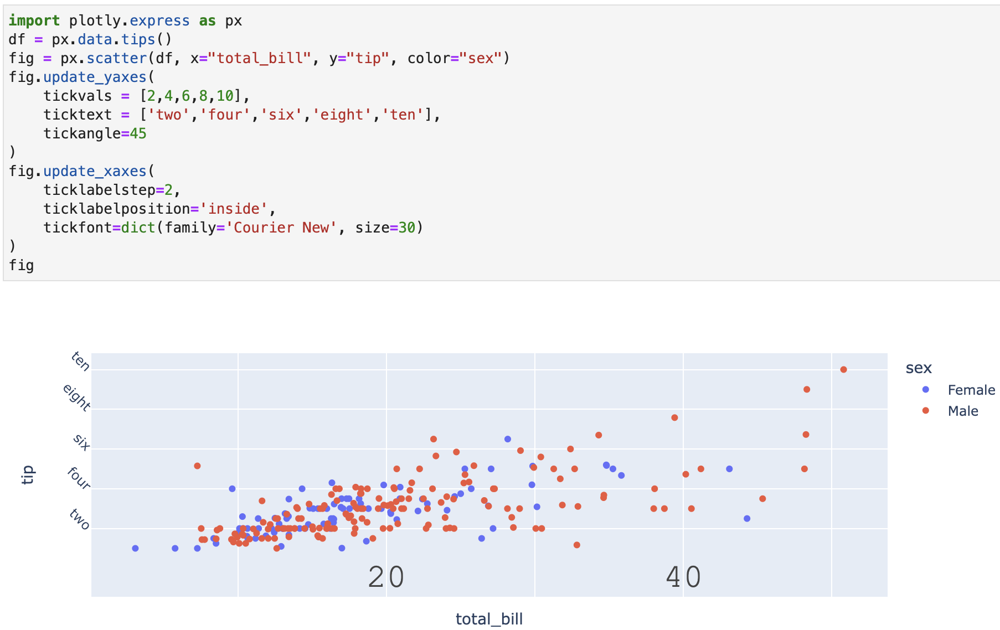 import plotly.express as px
df = px.data.tips()
fig = px.scatter(df, x="total_bill", y="tip", color="sex")
fig.update_yaxes(
    tickvals = [2,4,6,8,10],
    ticktext = ['two','four','six','eight','ten'],
    tickangle=45
)
fig.update_xaxes(
    ticklabelstep=2,
    ticklabelposition='inside',
    tickfont=dict(family='Courier New', size=30)
)
fig
ten
eight
six
four
two
tip
20 40
total_bill
sex
Female
Male